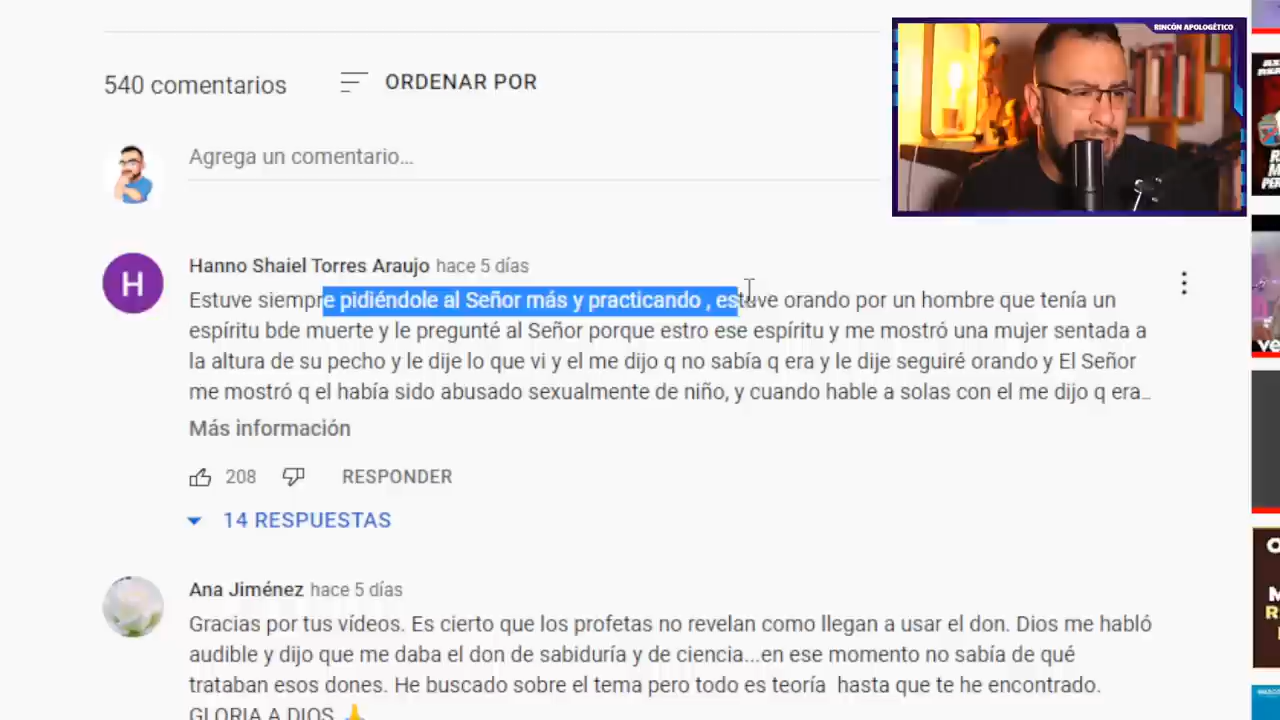 RINCÓN APOLOGÉTICO
540 comentarios
ORDENAR POR
Agrega un comentario...
H
Hanno Shaiel Torres Araujo hace 5 días
Estuve siempre pidiéndole al Señor más y practicando , estuve orando por un hombre que tenía un
espíritu bde muerte y le pregunté al Señor porque estro ese espíritu y me mostró una mujer sentada a
la altura de su pecho y le dije lo que vi y el me dijo q no sabía q era y le dije seguiré orando y El Señor
me mostró q el había sido abusado sexualmente de niño, y cuando hable a solas con el me dijo q era…
Más información
208
RESPONDER
14 RESPUESTAS
Ana Jiménez hace 5 días
Gracias por tus vídeos. Es cierto que los profetas no revelan como llegan a usar el don. Dios me habló
audible y dijo que me daba el don de sabiduría y de ciencia...en ese momento no sabía de qué
trataban esos dones. He buscado sobre el tema pero todo es teoría hasta que te he encontrado.
GLORIA A DIOS 🙏